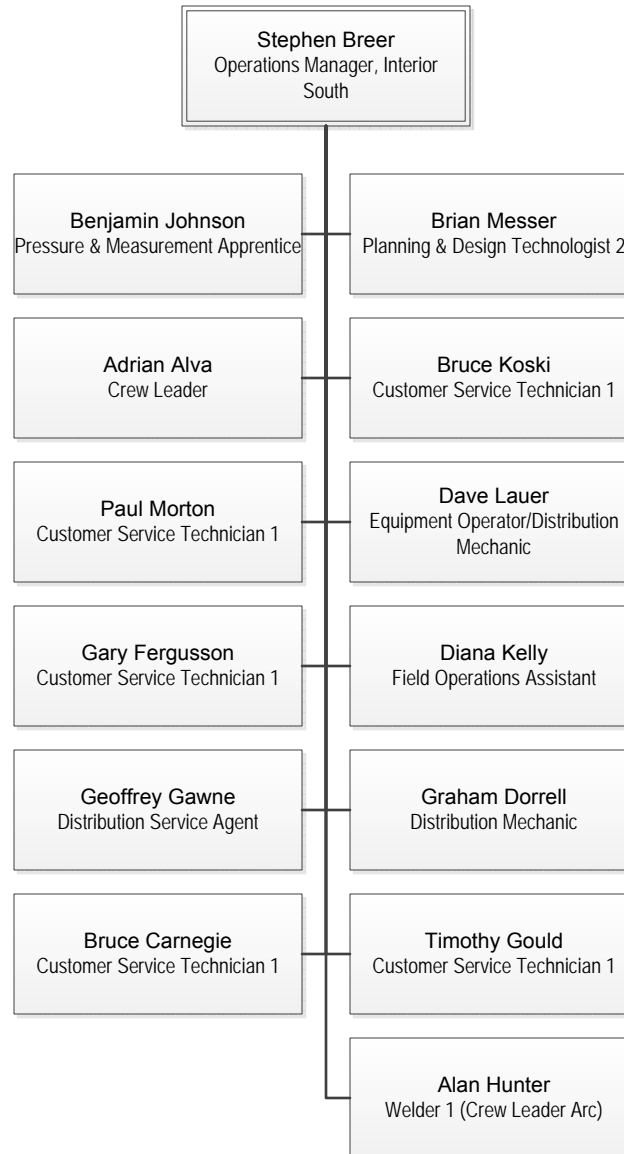 Stephen Breer
Operations Manager, Interior
South
Benjamin Johnson
Pressure & Measurement Apprentice
Brian Messer
Planning & Design Technologist 2
Adrian Alva
Crew Leader
Bruce Koski
Customer Service Technician 1
Paul Morton
Customer Service Technician 1
Dave Lauer
Equipment Operator/Distribution
Mechanic
Gary Fergusson
Customer Service Technician 1
Diana Kelly
Field Operations Assistant
Geoffrey Gawne
Distribution Service Agent
Graham Dorrell
Distribution Mechanic
Bruce Carnegie
Customer Service Technician 1
Timothy Gould
Customer Service Technician 1
Alan Hunter
Welder 1 (Crew Leader Arc)